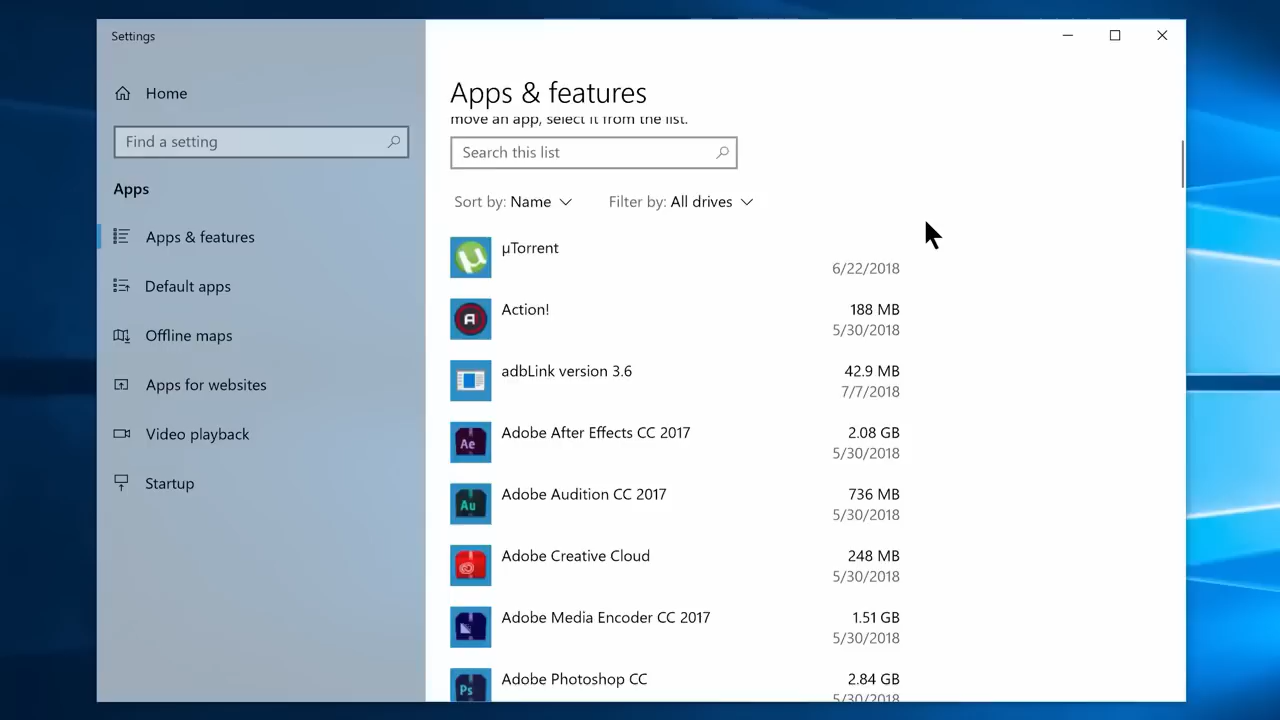 Settings
Home
Find a setting
Apps
Apps & features
Default apps
Offline maps
Apps for websites
Video playback
Startup
Apps & features
move an app, select it from the list.
Search this list
Sort by: Name Filter by: All drives
µTorrent
6/22/2018
Action! 188 MB
5/30/2018
adbLink version 3.6 42.9 MB
7/7/2018
Adobe After Effects CC 2017 2.08 GB
Ae
5/30/2018
Adobe Audition CC 2017 736 MB
Au
5/30/2018
Adobe Creative Cloud 248 MB
5/30/2018
Adobe Media Encoder CC 2017 1.51 GB
5/30/2018
Adobe Photoshop CC 2.84 GB
Ps
5/30/2018